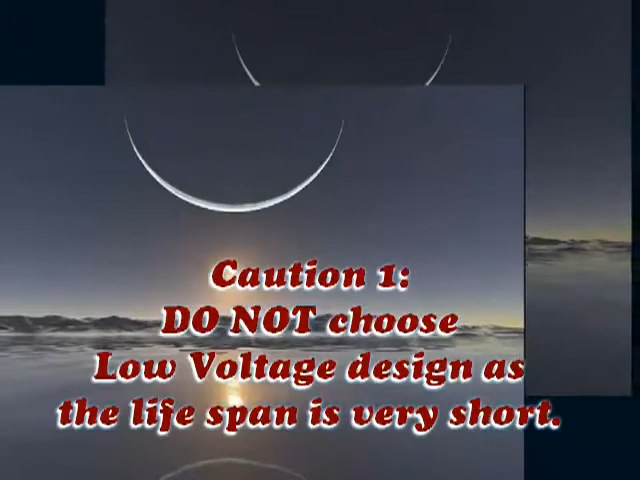 Caution 1:
DO NOT choose
Low Voltage design as
the life span is very short.